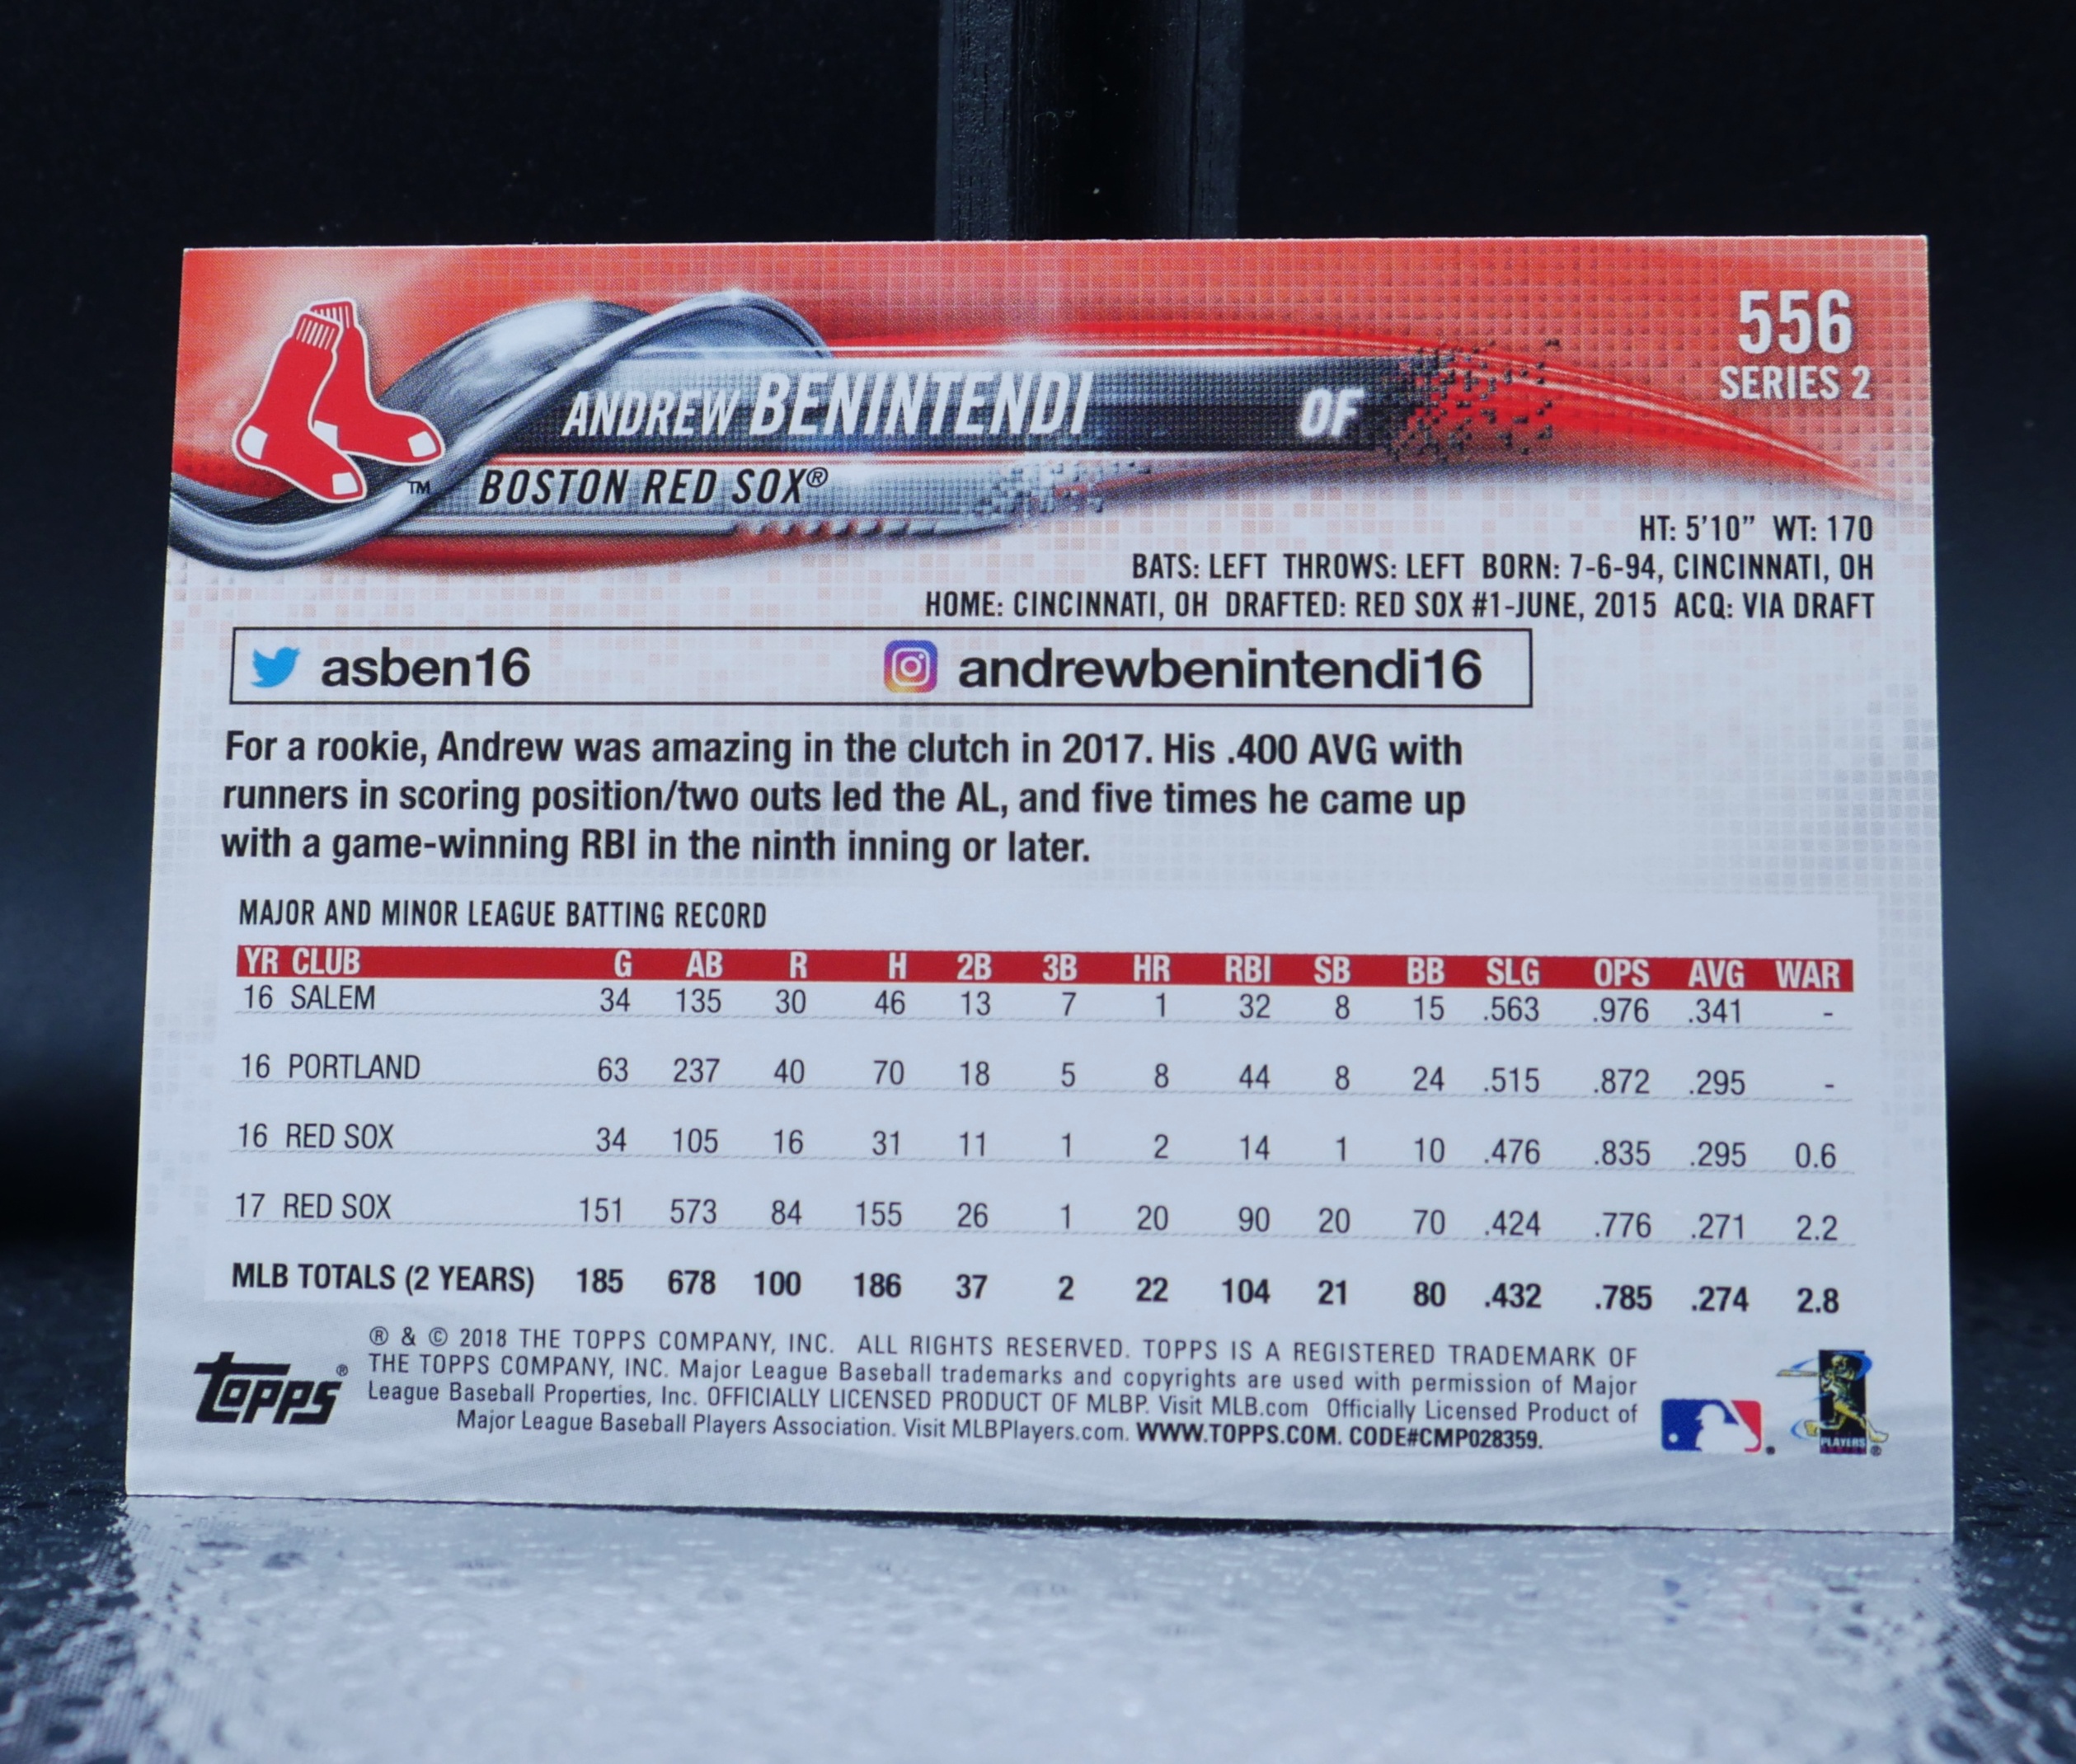 556
SERIES 2
ANDREW BENINTENDI OF
™ BOSTON RED SOX®
HT: 5'10" WT: 170
BATS: LEFT THROWS: LEFT BORN: 7-6-94, CINCINNATI, OH
HOME: CINCINNATI, OH DRAFTED: RED SOX #1-JUNE, 2015 ACQ: VIA DRAFT
asben16 andrewbenintendi16
For a rookie, Andrew was amazing in the clutch in 2017. His .400 AVG with
runners in scoring position/two outs led the AL, and five times he came up
with a game-winning RBI in the ninth inning or later.
MAJOR AND MINOR LEAGUE BATTING RECORD
YR CLUB G AB R H 2B 3B HR RBI SB BB SLG OPS AVG WAR
16 SALEM 34 135 30 46 13 7 1 32 8 15 .563 .976 .341 -
16 PORTLAND 63 237 40 70 18 5 8 44 8 24 .515 .872 .295 -
16 RED SOX 34 105 16 31 11 1 2 14 1 10 .476 .835 .295 0.6
17 RED SOX 151 573 84 155 26 1 20 90 20 70 .424 .776 .271 2.2
MLB TOTALS (2 YEARS) 185 678 100 186 37 2 22 104 21 80 .432 .785 .274 2.8
® & © 2018 THE TOPPS COMPANY, INC. ALL RIGHTS RESERVED. TOPPS IS A REGISTERED TRADEMARK OF
THE TOPPS COMPANY, INC. Major League Baseball trademarks and copyrights are used with permission of Major
League Baseball Properties, Inc. OFFICIALLY LICENSED PRODUCT OF MLBP. Visit MLB.com Officially Licensed Product of
Major League Baseball Players Association. Visit MLBPlayers.com. WWW.TOPPS.COM. CODE#CMP028359.
topps®
PLAYERS ®